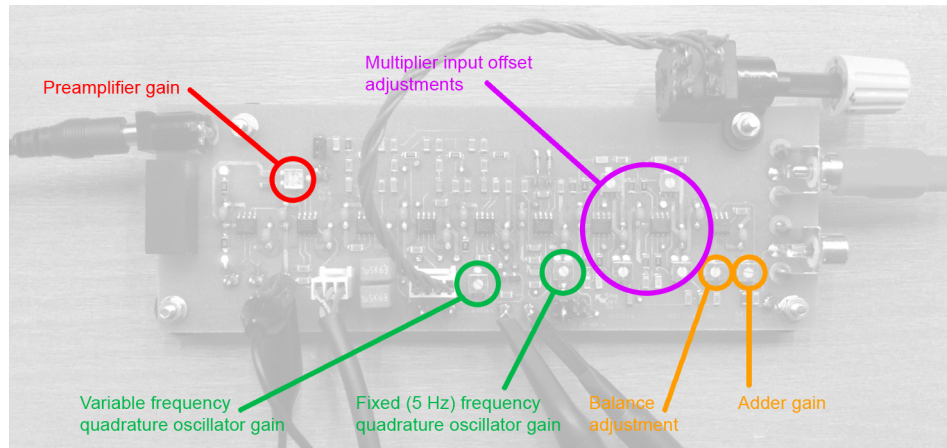 Multiplier input offset
adjustments
Preamplifier gain
Variable frequency
quadrature oscillator gain
Fixed (5 Hz) frequency
quadrature oscillator gain
Balance
adjustment
Adder gain